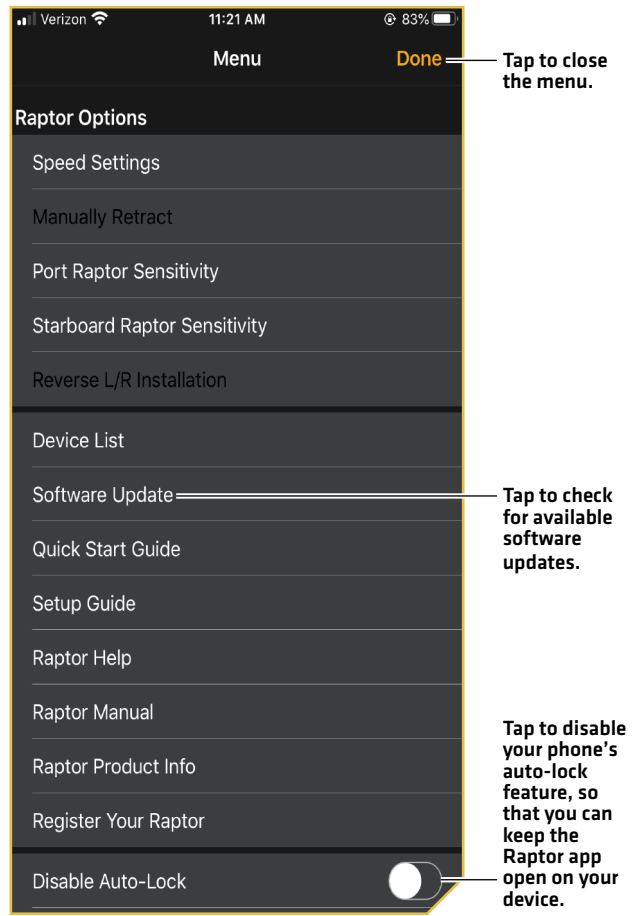 Verizon 11:21 AM 83%
Menu Done
Tap to close
the menu.
Raptor Options
Speed Settings
Manually Retract
Port Raptor Sensitivity
Starboard Raptor Sensitivity
Reverse L/R Installation
Device List
Software Update
Tap to check
for available
software
updates.
Quick Start Guide
Setup Guide
Raptor Help
Raptor Manual
Raptor Product Info
Register Your Raptor
Disable Auto-Lock
Tap to disable
your phone's
auto-lock
feature, so
that you can
keep the
Raptor app
open on your
device.